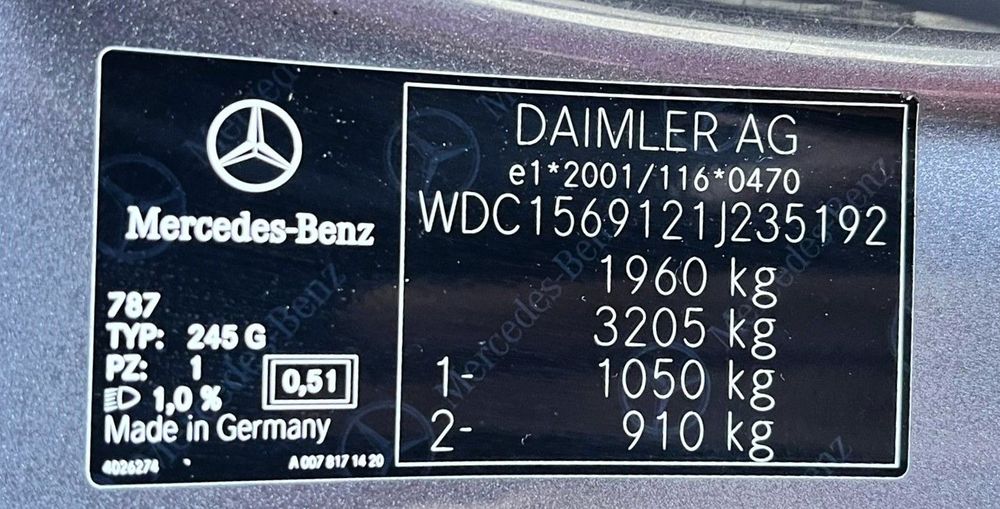 Mercedes-Benz
787
TYP: 245 G
PZ: 1
1,0 %
0,51
Made in Germany
4026274
A 007 817 14 20
DAIMLER AG
e1*2001/116*0470
WDC1569121J235192
1960 kg
3205 kg
1- 1050 kg
2- 910 kg